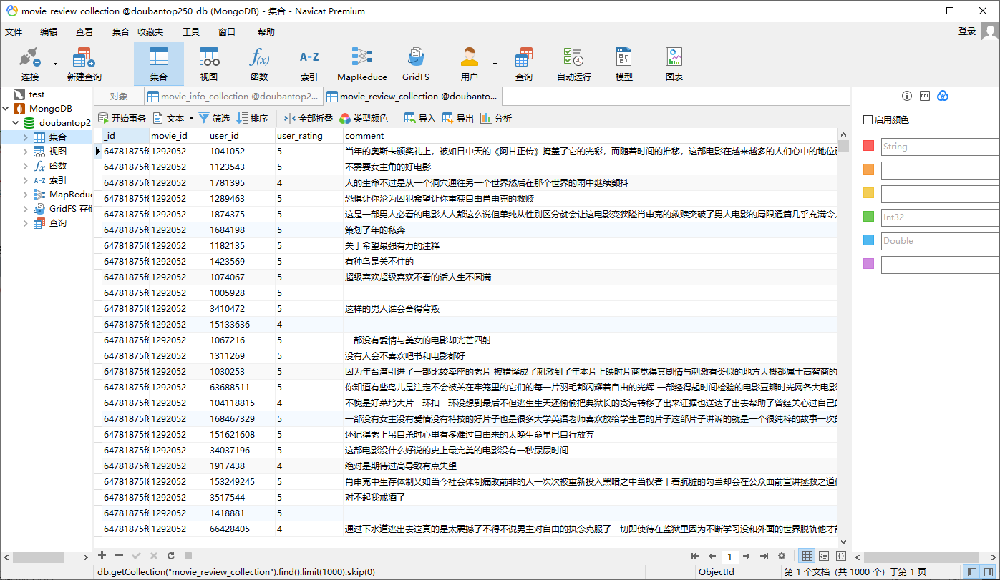 movie_review_collection @doubantop250_db (MongoDB) - 集合 - Navicat Premium
文件 编辑 查看 集合 收藏夹 工具 窗口 帮助 登录
f(x) A-Z
连接 新建查询 集合 视图 函数 索引 MapReduce GridFS 用户 查询 自动运行 模型 图表
test
MongoDB
doubantop2
集合
视图
函数
索引
MapReduc
GridFS 存储
查询
对象 movie_info_collection @doubantop2... movie_review_collection @doubanto...
开始事务 文本 筛选 排序 全部折叠 类型颜色 导入 导出 分析
_id movie_id user_id user_rating comment
64781875f8 1292052 1041052 5 当年的奥斯卡颁奖礼上，被如日中天的《阿甘正传》掩盖了它的光彩，而随着时间的推移，这部电影在越来越多的人们心中的地位已
64781875f8 1292052 1123543 5 不需要女主角的好电影
64781875f8 1292052 1781395 4 人的生命不过是从一个洞穴通往另一个世界然后在那个世界的雨中继续颤抖
64781875f8 1292052 1289463 5 恐惧让你沦为囚犯希望让你重获自由肖申克的救赎
64781875f8 1292052 1874375 5 这是一部男人必看的电影人人都这么说但单纯从性别区分就会让这电影变狭隘肖申克的救赎突破了男人电影的局限通篇几乎充满令人
64781875f8 1292052 1684198 5 策划了年的私奔
64781875f8 1292052 1182135 5 关于希望最强有力的注释
64781875f8 1292052 1423569 5 有种鸟是关不住的
64781875f8 1292052 1074067 5 超级喜欢超级喜欢不看的话人生不圆满
64781875f8 1292052 1005928 5
64781875f8 1292052 3410472 5 这样的男人谁会舍得背叛
64781875f8 1292052 15133636 4
64781875f8 1292052 1067216 5 一部没有爱情与美女的电影却光芒四射
64781875f8 1292052 1311269 5 没有人会不喜欢吧书和电影都好
64781875f8 1292052 1030253 5 因为年台湾引进了一部比较卖座的老片 被错译成了刺激到了年本片上映时片商觉得其剧情与刺激有类似的地方大概都属于高智商的
64781875f8 1292052 63688511 5 你知道有些鸟儿是注定不会被关在牢笼里的它们的每一片羽毛都闪耀着自由的光辉 一部经得起时间检验的电影豆瓣时光网各大电影
64781875f8 1292052 104118815 4 不愧是好莱坞大片一环扣一环没想到最后不但逃生生天还偷偷把典狱长的贪污转移了出来证据也送达了出去帮助了曾经关心过自己的
64781875f8 1292052 168467329 5 一部没有女主没有爱情没有特技的好片子也是很多大学英语老师喜欢放给学生看的片子这部片子讲诉的就是一个很纯粹的故事一次的
64781875f8 1292052 151621608 5 还记得老上吊自杀时心里有多难过自由来的太晚生命早已自行放弃
64781875f8 1292052 34037196 5 这部电影没什么好说的史上最完美的电影没有一秒尿尿时间
64781875f8 1292052 1917438 4 绝对是期待过高导致有点失望
64781875f8 1292052 153249245 5 肖申克中生存体制又如当今社会体制痛改前非的人一次次被重新投入黑暗之中当权者干着肮脏的勾当却会在公众面前宣讲拯救之道使
64781875f8 1292052 3517544 5 对不起我戒酒了
64781875f8 1292052 1418881 5
64781875f8 1292052 66428405 4 通过下水道逃出去这真的是太震撼了不得不说男主对自由的执念克服了一切即使待在监狱里因为不断学习没和外面的世界脱轨他才能
启用颜色
String
Int32
Double
1
db.getCollection("movie_review_collection").find().limit(1000).skip(0) ObjectId 第 1 个文档 (共 1000 个) 于第 1 页